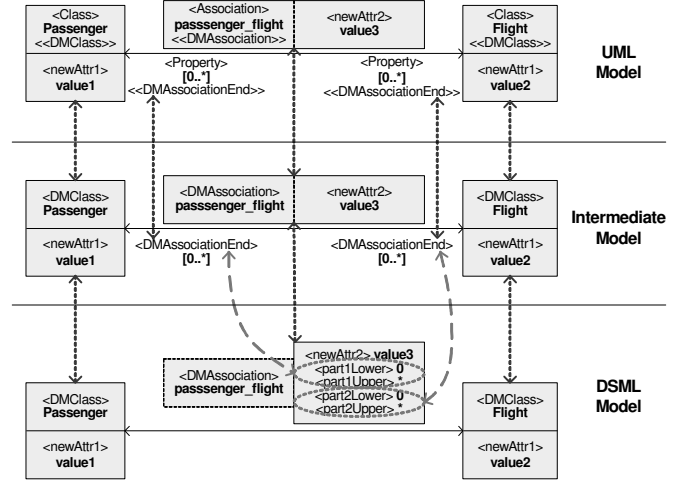 <Class>
Passenger
<<DMClass>>
<newAttr1>
value1
<Association>
passsenger_flight
<<DMAssociation>>
<newAttr2>
value3
<Class>
Flight
<<DMClass>>
<newAttr1>
value2
<Property>
[0..*]
<<DMAssociationEnd>>
<Property>
[0..*]
<<DMAssociationEnd>>
UML
Model
<DMClass>
Passenger
<newAttr1>
value1
<DMAssociation>
passsenger_flight
<newAttr2>
value3
<DMClass>
Flight
<newAttr1>
value2
<DMAssociationEnd>
[0..*]
<DMAssociationEnd>
[0..*]
Intermediate
Model
<DMClass>
Passenger
<newAttr1>
value1
<DMAssociation>
passsenger_flight
<newAttr2> value3
<part1Lower> 0
<part1Upper> *
<part2Lower> 0
<part2Upper> *
<DMClass>
Flight
<newAttr1>
value2
DSML
Model